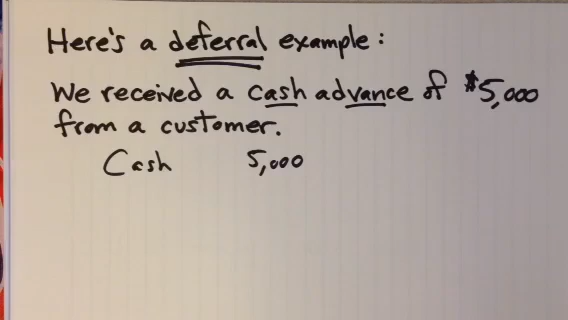 Here's a deferral example:
We received a cash advance of $5,000
from a customer.
Cash 5,000